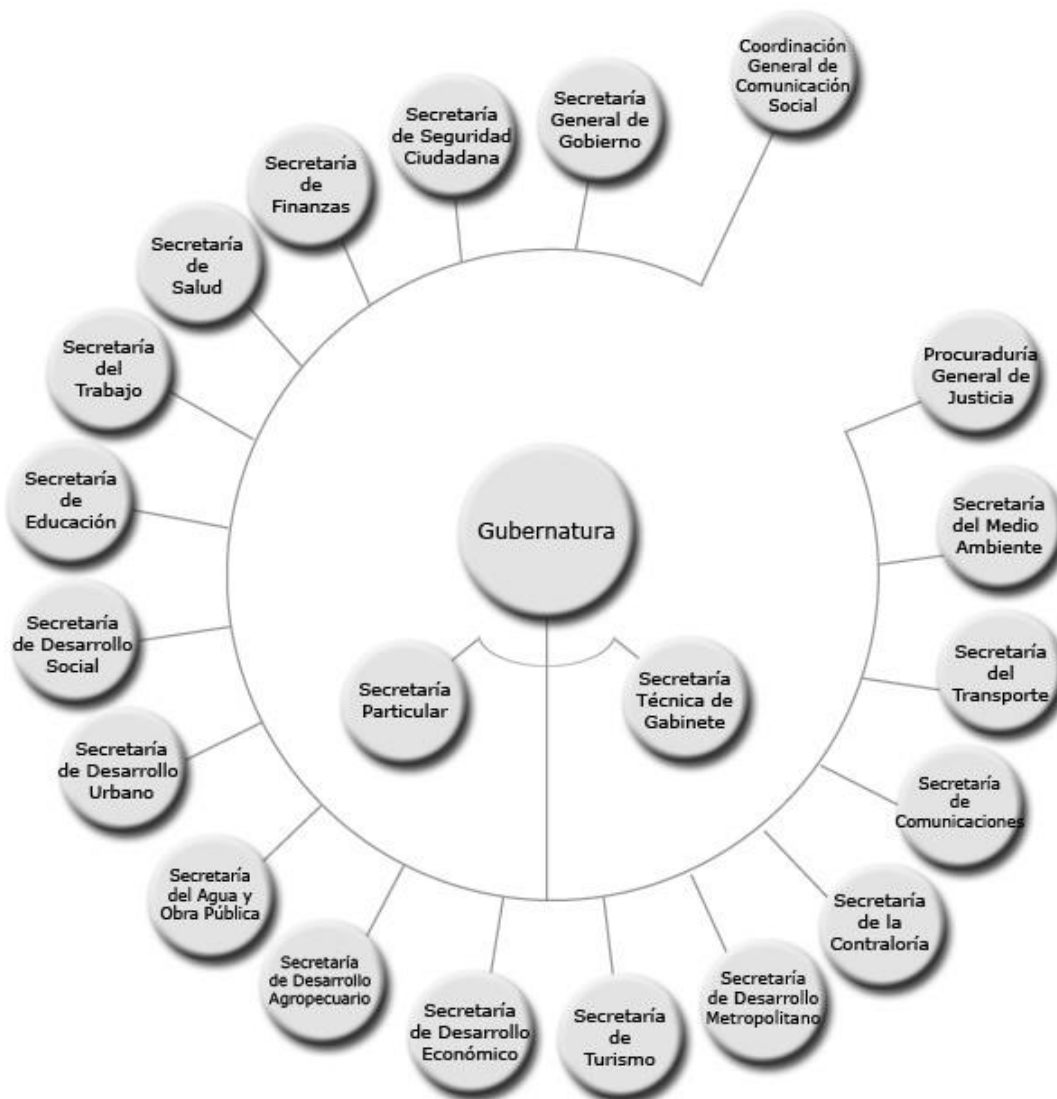 Coordinación
General de
Comunicación
Social
Secretaría
General de
Gobierno
Secretaría
de Seguridad
Ciudadana
Secretaría
de
Finanzas
Secretaría
de
Salud
Secretaría
del
Trabajo
Secretaría
de
Educación
Secretaría
de Desarrollo
Social
Secretaría
de Desarrollo
Urbano
Secretaría
del Agua y
Obra Pública
Secretaría
de Desarrollo
Agropecuario
Secretaría
de Desarrollo
Económico
Secretaría
de
Turismo
Secretaría
de Desarrollo
Metropolitano
Secretaría
de la
Contraloría
Secretaría
de
Comunicaciones
Secretaría
del
Transporte
Secretaría
del Medio
Ambiente
Procuraduría
General de
Justicia
Gubernatura
Secretaría
Particular
Secretaría
Técnica de
Gabinete